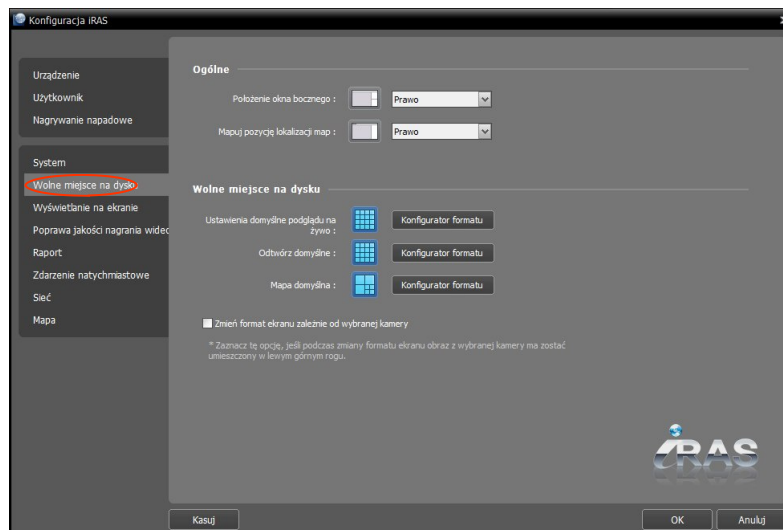 Konfiguracja iRAS
Urządzenie
Użytkownik
Nagrywanie napadowe
System
Wolne miejsce na dysku
Wyświetlanie na ekranie
Poprawa jakości nagrania widec
Raport
Zdarzenie natychmiastowe
Sieć
Mapa
Ogólne
Położenie okna bocznego :
Prawo
Mapuj pozycję lokalizacji map :
Prawo
Wolne miejsce na dysku
Ustawienia domyślne podglądu na
żywo :
Konfigurator formatu
Odtwórz domyślne :
Konfigurator formatu
Mapa domyślna :
Konfigurator formatu
Zmień format ekranu zależnie od wybranej kamery
* Zaznacz tę opcję, jeśli podczas zmiany formatu ekranu obraz z wybranej kamery ma zostać
umieszczony w lewym górnym rogu.
iRAS
Kasuj
OK
Anuluj